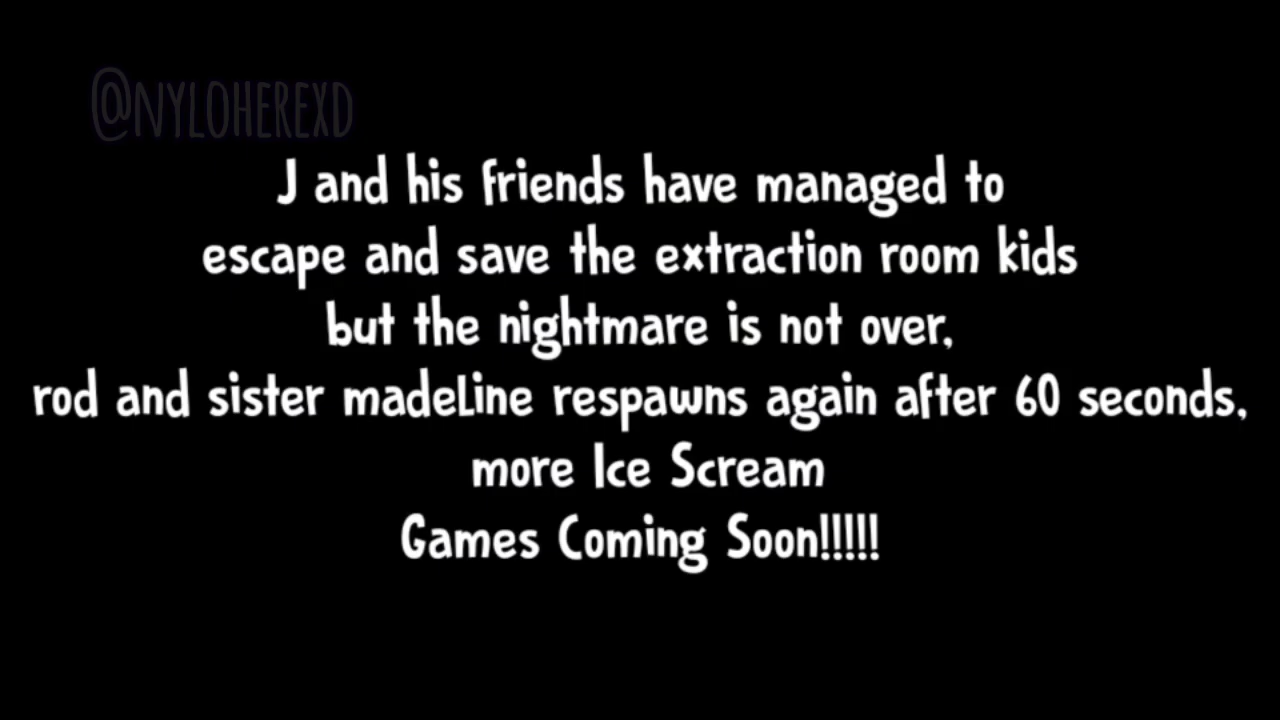 @NYLOHEREXD
J and his friends have managed to
escape and save the extraction room kids
but the nightmare is not over,
rod and sister madeline respawns again after 60 seconds,
more Ice Scream
Games Coming Soon!!!!!